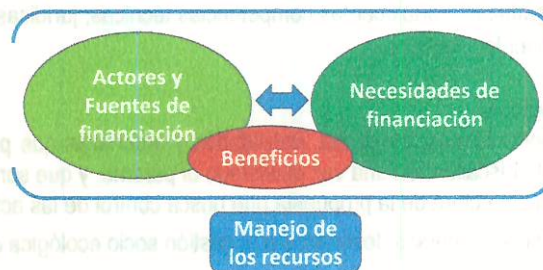 Actores y
Fuentes de
financiación
Necesidades de
financiación
Beneficios
Manejo de
los recursos